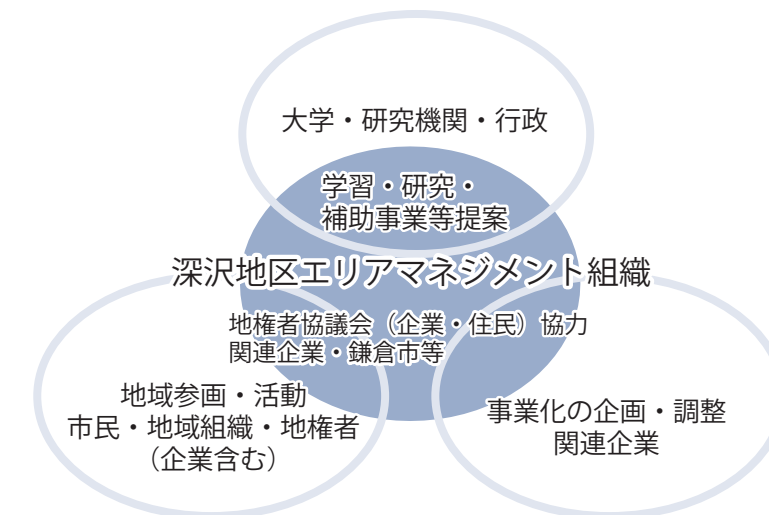 大学・研究機関・行政
学習・研究・
補助事業等提案
深沢地区エリアマネジメント組織
地権者協議会（企業・住民）協力
関連企業・鎌倉市等
地域参画・活動
市民・地域組織・地権者
（企業含む）
事業化の企画・調整
関連企業